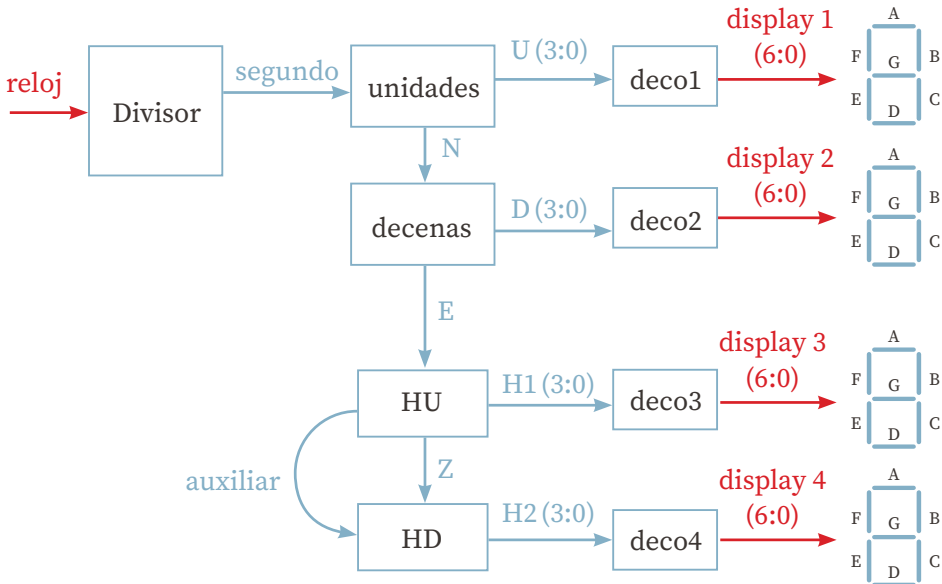 reloj
Divisor
segundo
unidades
U (3:0)
deco1
display 1
(6:0)
A
F
G
B
E
D
C
N
decenas
D (3:0)
deco2
display 2
(6:0)
A
F
G
B
E
D
C
E
HU
H1 (3:0)
deco3
display 3
(6:0)
A
F
G
B
E
D
C
auxiliar
Z
HD
H2 (3:0)
deco4
display 4
(6:0)
A
F
G
B
E
D
C